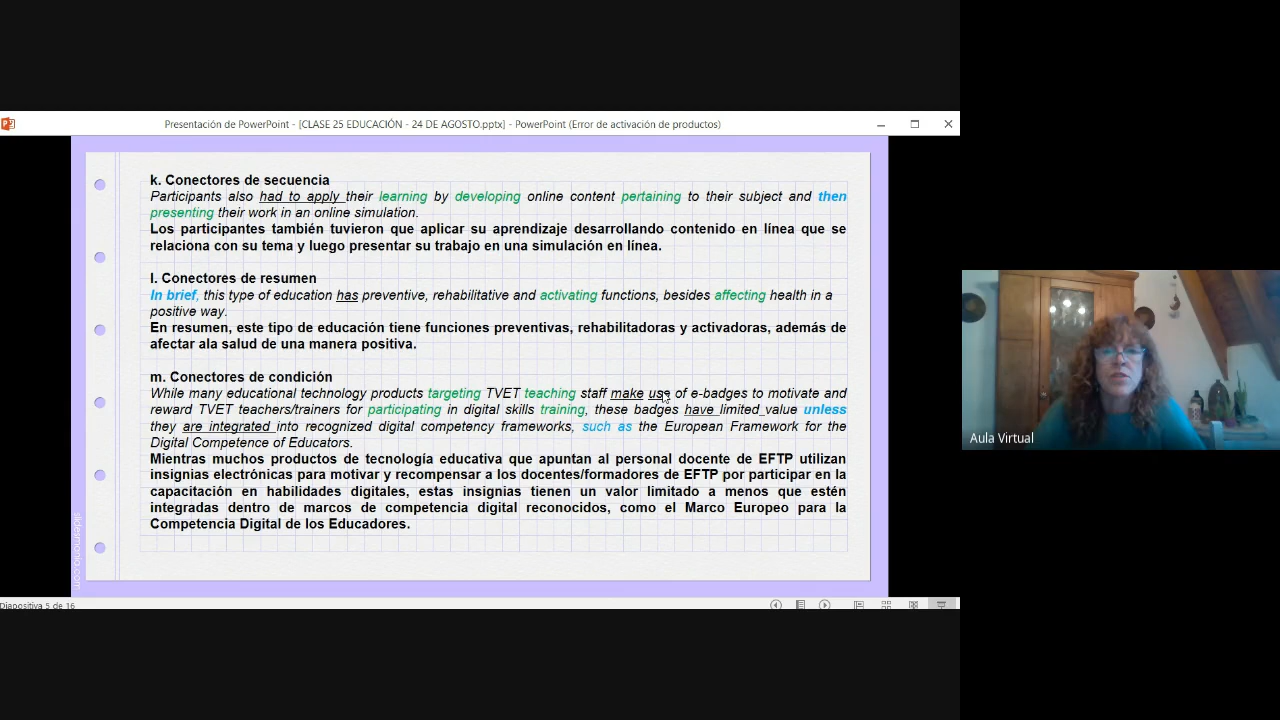 Presentación de PowerPoint - [CLASE 25 EDUCACIÓN - 24 DE AGOSTO.pptx] - PowerPoint (Error de activación de productos)
k. Conectores de secuencia
Participants also had to apply their learning by developing online content pertaining to their subject and then
presenting their work in an online simulation.
Los participantes también tuvieron que aplicar su aprendizaje desarrollando contenido en línea que se
relaciona con su tema y luego presentar su trabajo en una simulación en línea.
l. Conectores de resumen
In brief, this type of education has preventive, rehabilitative and activating functions, besides affecting health in a
positive way.
En resumen, este tipo de educación tiene funciones preventivas, rehabilitadoras y activadoras, además de
afectar ala salud de una manera positiva.
m. Conectores de condición
While many educational technology products targeting TVET teaching staff make use of e-badges to motivate and
reward TVET teachers/trainers for participating in digital skills training, these badges have limited value unless
they are integrated into recognized digital competency frameworks, such as the European Framework for the
Digital Competence of Educators.
Mientras muchos productos de tecnología educativa que apuntan al personal docente de EFTP utilizan
insignias electrónicas para motivar y recompensar a los docentes/formadores de EFTP por participar en la
capacitación en habilidades digitales, estas insignias tienen un valor limitado a menos que estén
integradas dentro de marcos de competencia digital reconocidos, como el Marco Europeo para la
Competencia Digital de los Educadores.
slidesmania.com
Diapositiva 5 de 16
Aula Virtual